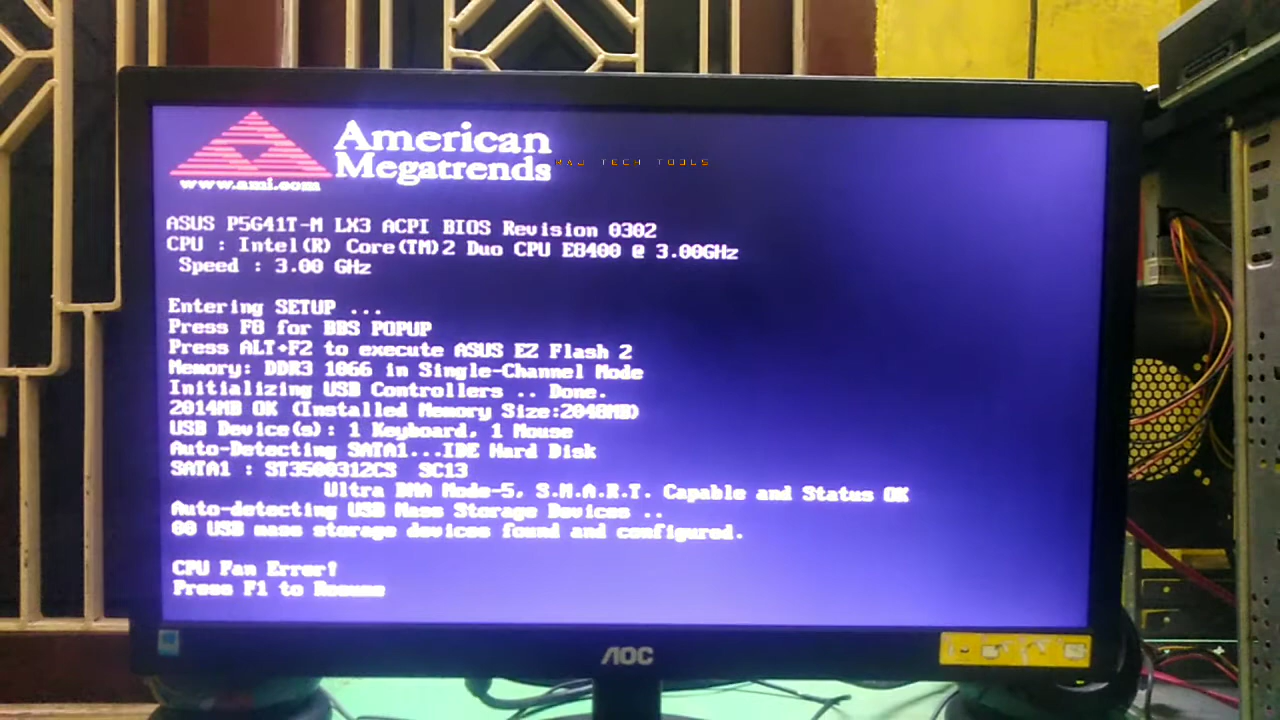 American
Megatrends
RAJ TECH TOOLS
www.ami.com
ASUS P5G41T-M LX3 ACPI BIOS Revision 0302
CPU : Intel(R) Core(TM)2 Duo CPU E8400 @ 3.00GHz
Speed : 3.00 GHz
Entering SETUP ...
Press F8 for BBS POPUP
Press ALT+F2 to execute ASUS EZ Flash 2
Memory: DDR3 1066 in Single-Channel Mode
Initializing USB Controllers .. Done.
2014MB OK (Installed Memory Size:2048MB)
USB Device(s): 1 Keyboard, 1 Mouse
Auto-Detecting SATA1...IDE Hard Disk
SATA1 : ST3500312CS SC13
Ultra DMA Mode-5, S.M.A.R.T. Capable and Status OK
Auto-detecting USB Mass Storage Devices ..
00 USB mass storage devices found and configured.
CPU Fan Error!
Press F1 to Resume
AOC